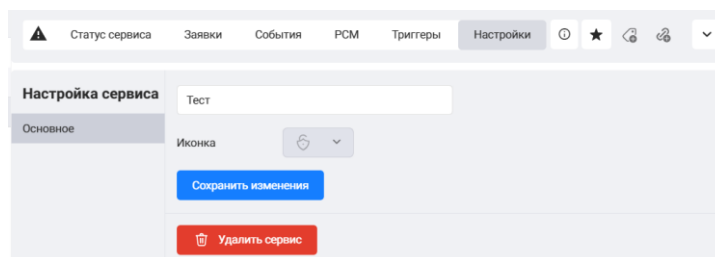 Статус сервиса Заявки События РСМ Триггеры Настройки
Настройка сервиса
Основное
Тест
Иконка
Сохранить изменения
Удалить сервис